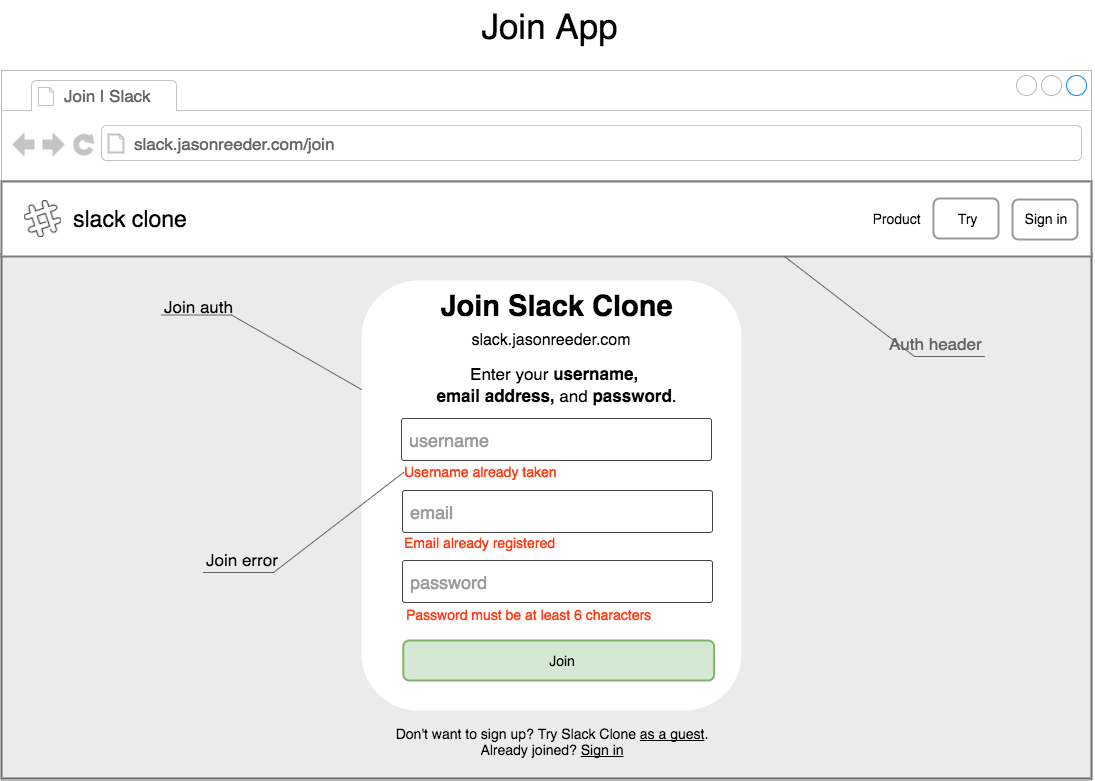 Join App
Join I Slack
slack.jasonreeder.com/join
slack clone
Product
Try
Sign in
Join auth
Join Slack Clone
slack.jasonreeder.com
Auth header
Enter your username,
email address, and password.
username
Username already taken
email
Email already registered
Join error
password
Password must be at least 6 characters
Join
Don't want to sign up? Try Slack Clone as a guest.
Already joined? Sign in